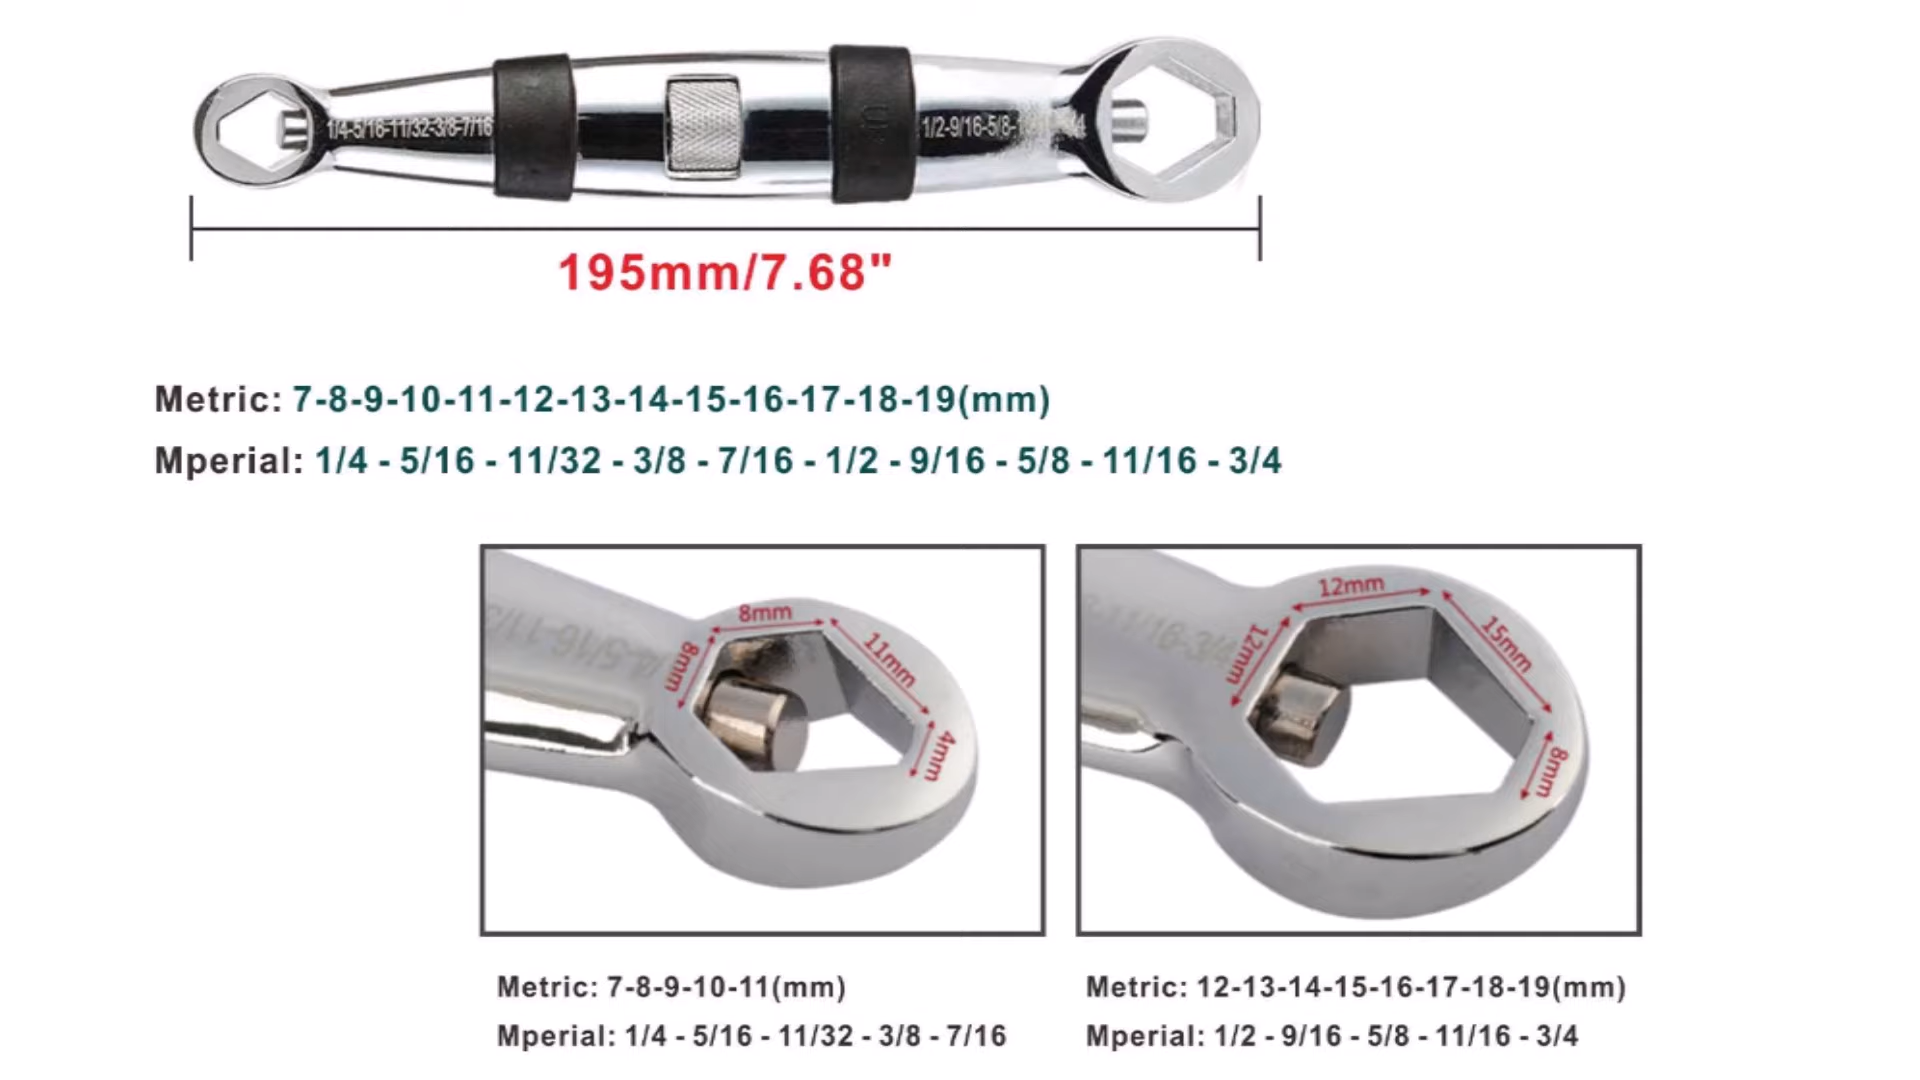 1/4-5/16-11/32-3/8-7/16
1/2-9/16-5/8-
195mm/7.68"
Metric: 7-8-9-10-11-12-13-14-15-16-17-18-19(mm)
Mperial: 1/4 - 5/16 - 11/32 - 3/8 - 7/16 - 1/2 - 9/16 - 5/8 - 11/16 - 3/4
8mm
8mm
11mm
4mm
12mm
12mm
15mm
8mm
Metric: 7-8-9-10-11(mm)
Mperial: 1/4 - 5/16 - 11/32 - 3/8 - 7/16
Metric: 12-13-14-15-16-17-18-19(mm)
Mperial: 1/2 - 9/16 - 5/8 - 11/16 - 3/4